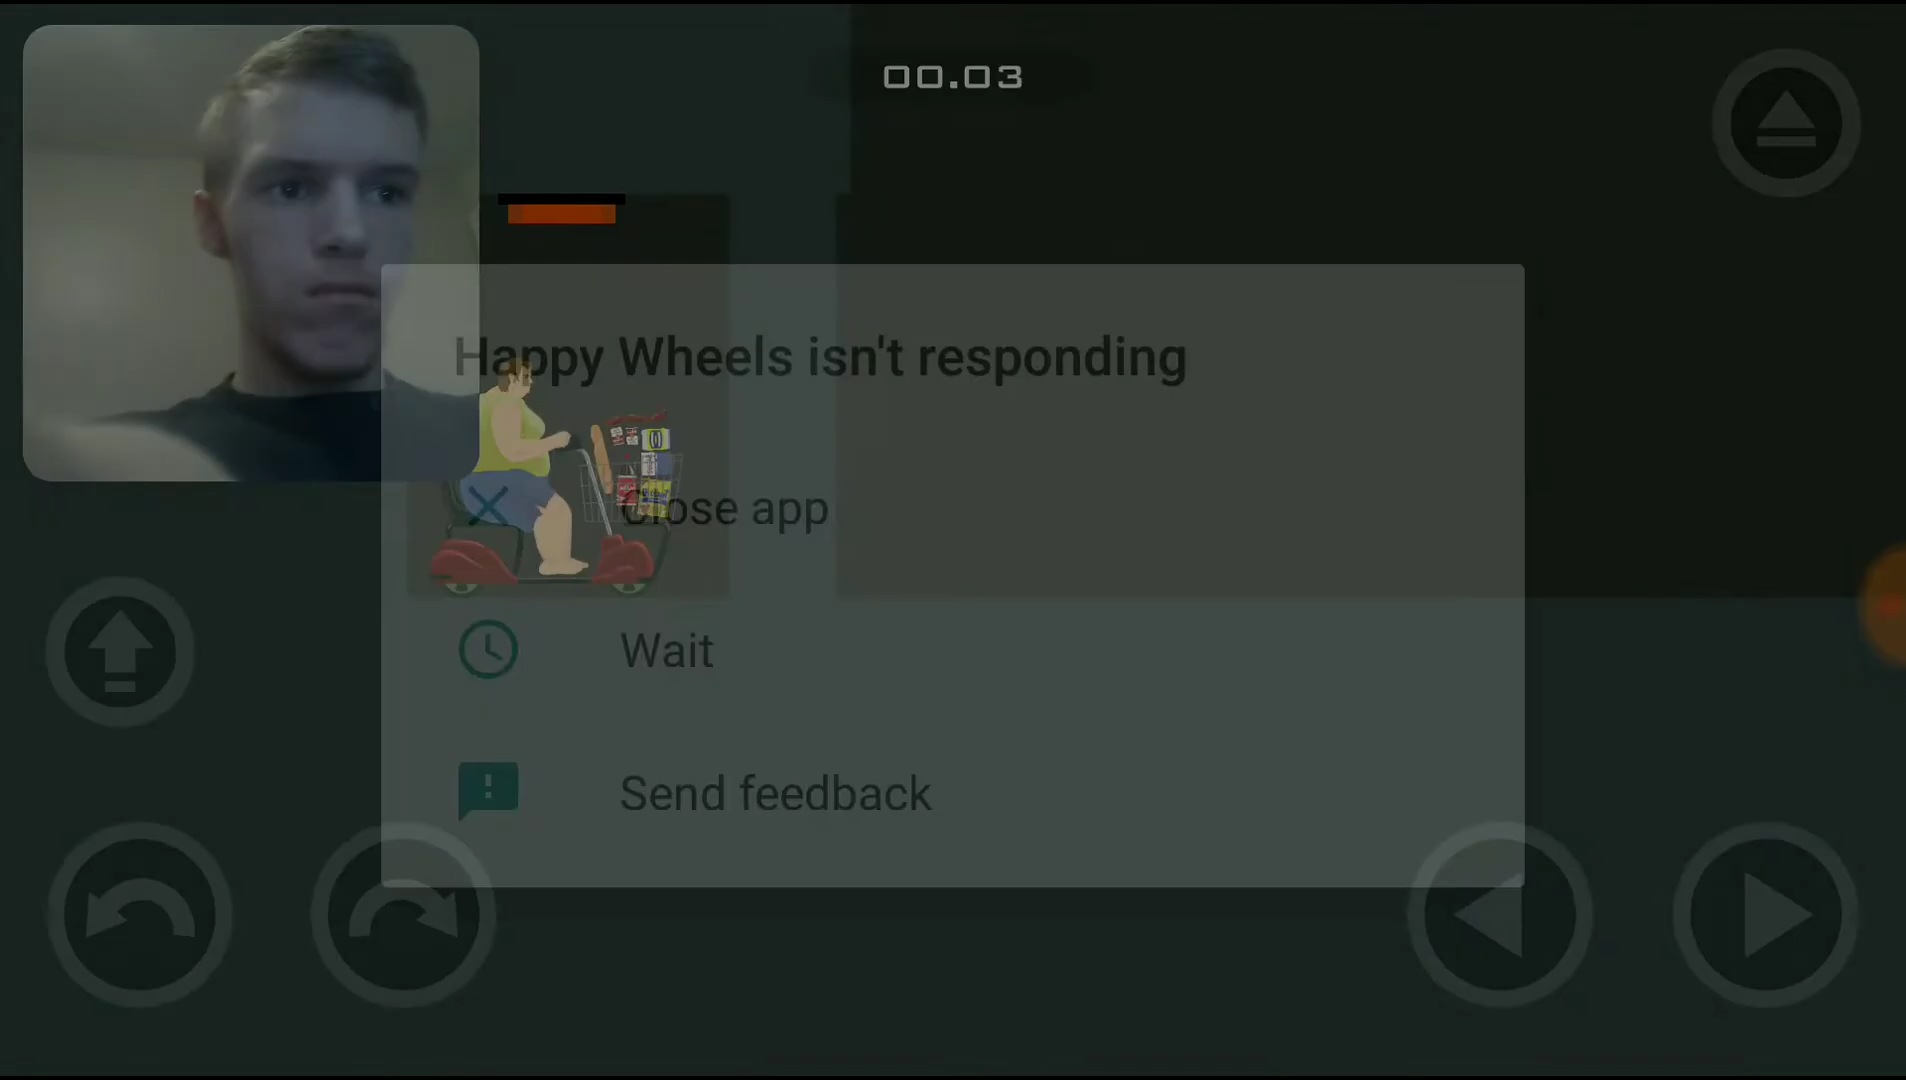 00.03
Happy Wheels isn't responding
Close app
Wait
Send feedback